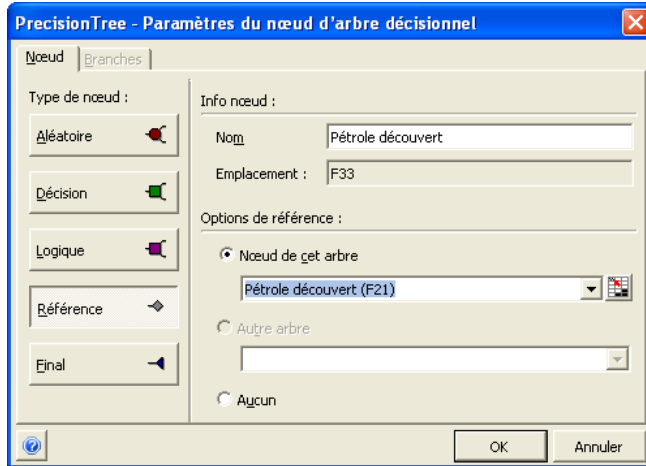 PrecisionTree - Paramètres du nœud d'arbre décisionnel
Nœud
Branches
Type de nœud :
Aléatoire
Décision
Logique
Référence
Final
Info nœud :
Nom
Pétrole découvert
Emplacement :
F33
Options de référence :
Nœud de cet arbre
Pétrole découvert (F21)
Autre arbre
Aucun
OK
Annuler